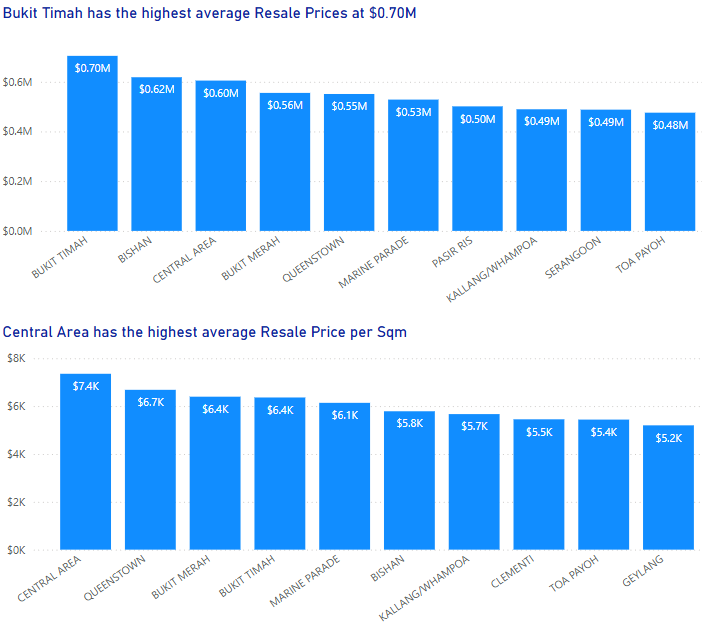 Bukit Timah has the highest average Resale Prices at $0.70M
$0.6M
$0.4M
$0.2M
$0.0M
$0.70M
$0.62M
$0.60M
$0.56M
$0.55M
$0.53M
$0.50M
$0.49M
$0.49M
$0.48M
BUKIT TIMAH
BISHAN
CENTRAL AREA
BUKIT MERAH
QUEENSTOWN
MARINE PARADE
PASIR RIS
KALLANG/WHAMPOA
SERANGOON
TOA PAYOH
Central Area has the highest average Resale Price per Sqm
$8K
$6K
$4K
$2K
$0K
$7.4K
$6.7K
$6.4K
$6.4K
$6.1K
$5.8K
$5.7K
$5.5K
$5.4K
$5.2K
CENTRAL AREA
QUEENSTOWN
BUKIT MERAH
BUKIT TIMAH
MARINE PARADE
BISHAN
KALLANG/WHAMPOA
CLEMENTI
TOA PAYOH
GEYLANG